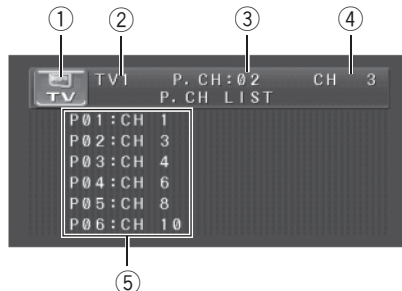 ① ② ③ ④
TV1 P.CH:02 CH 3
TV P.CH LIST
P01:CH 1
P02:CH 3
P03:CH 4
P04:CH 6
P05:CH 8
P06:CH 10
⑤